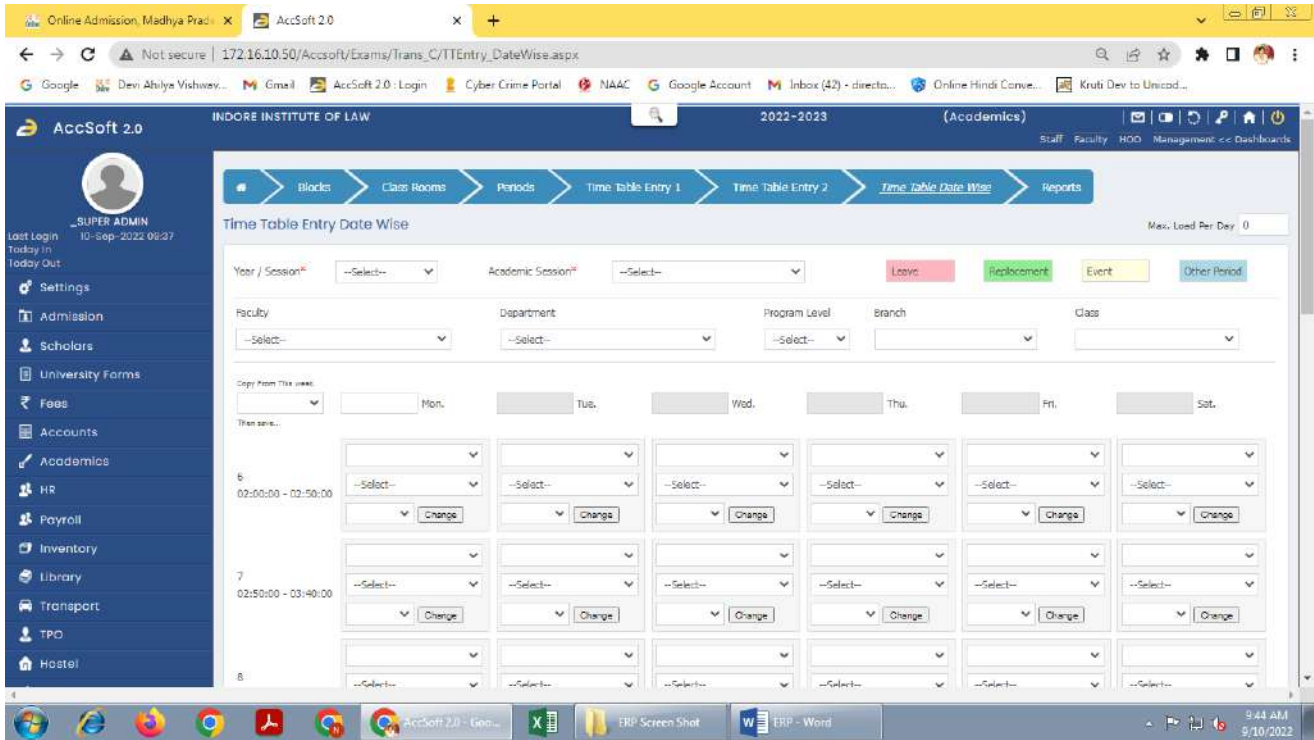 Online Admission, Madhya Prade
AccSoft 2.0
Not secure | 172.16.10.50/Accsoft/Exams/Trans_C/TTEntry_DateWise.aspx
Google
Devi Ahilya Vishwav...
Gmail
AccSoft 2.0 : Login
Cyber Crime Portal
NAAC
Google Account
Inbox (42) - directo...
Online Hindi Conve...
Kruti Dev to Unicod...
AccSoft 2.0
INDORE INSTITUTE OF LAW
2022-2023
(Academics)
Staff Faculty HOD Management << Dashboards
Blocks
Class Rooms
Periods
Time Table Entry 1
Time Table Entry 2
Time Table Date Wise
Reports
_SUPER ADMIN
Last Login 10-Sep-2022 09:37
Today In
Today Out
Time Table Entry Date Wise
Max. Load Per Day 0
Year / Session* --Select--
Academic Session* --Select--
Leave
Replacement
Event
Other Period
Settings
Admission
Scholars
University Forms
Fees
Accounts
Academics
HR
Payroll
Inventory
Library
Transport
TPO
Hostel
Faculty Department Program Level Branch Class
--Select-- --Select-- --Select--
Copy From This week
Mon. Tue. Wed. Thu. Fri. Sat.
Then save...
6
02:00:00 - 02:50:00
--Select-- --Select-- --Select-- --Select-- --Select-- --Select--
Change Change Change Change Change Change
7
02:50:00 - 03:40:00
--Select-- --Select-- --Select-- --Select-- --Select-- --Select--
Change Change Change Change Change Change
8
--Select-- --Select-- --Select-- --Select-- --Select-- --Select--
AccSoft 2.0 - Goo...
ERP Screen Shot
ERP - Word
9:44 AM
9/10/2022